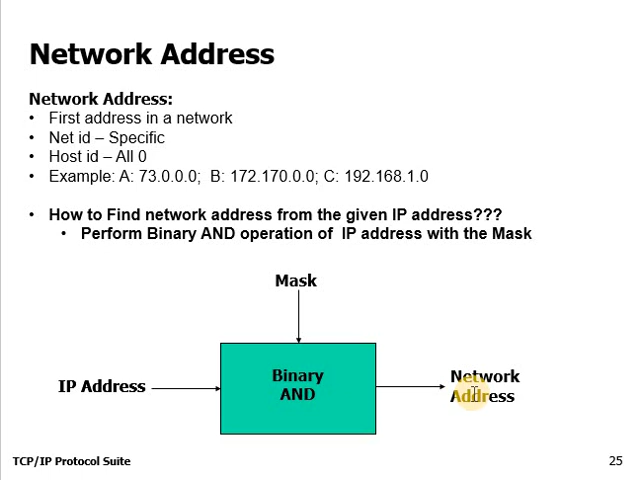 Network Address
Network Address:
• First address in a network
• Net id – Specific
• Host id – All 0
• Example: A: 73.0.0.0; B: 172.170.0.0; C: 192.168.1.0
• How to Find network address from the given IP address???
• Perform Binary AND operation of IP address with the Mask
Mask
IP Address
Binary
AND
Network
Address
TCP/IP Protocol Suite
25